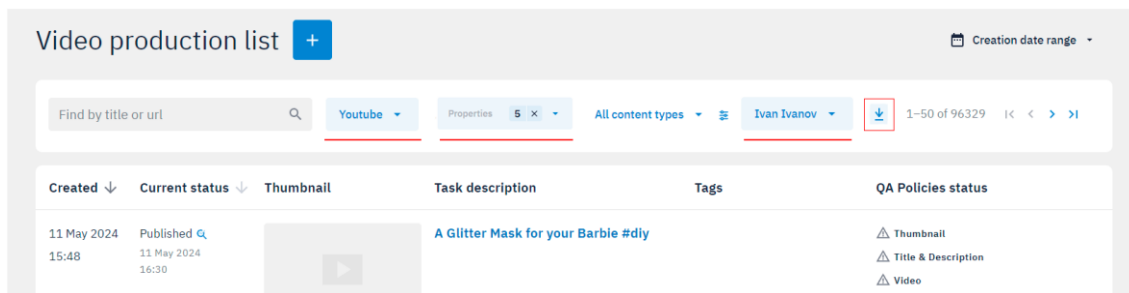 Video production list +
Creation date range
Find by title or url Youtube Properties 5 × All content types Ivan Ivanov 1–50 of 96329
Created Current status Thumbnail Task description Tags QA Policies status
11 May 2024 Published A Glitter Mask for your Barbie #diy Thumbnail
15:48 11 May 2024 Title & Description
16:30 Video